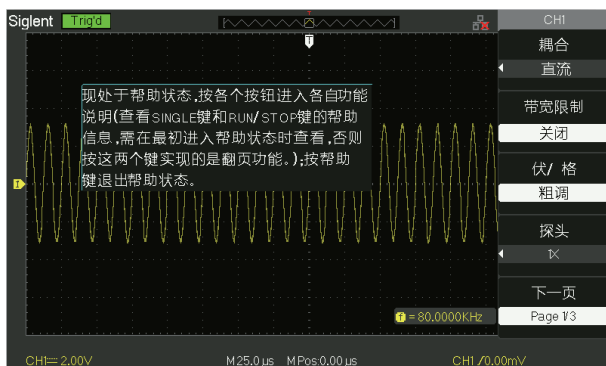 Siglent Trig'd CH1
T
耦合
直流
现处于帮助状态,按各个按钮进入各自功能
说明(查看SINGLE键和RUN/STOP键的帮助
信息,需在最初进入帮助状态时查看,否则
按这两个键实现的是翻页功能。);按帮助
键退出帮助状态。
带宽限制
关闭
伏/ 格
粗调
探头
1X
下一页
f = 80.0000KHz Page 1/3
CH1 2.00V M25.0μs MPos:0.00μs CH1 /0.00mV